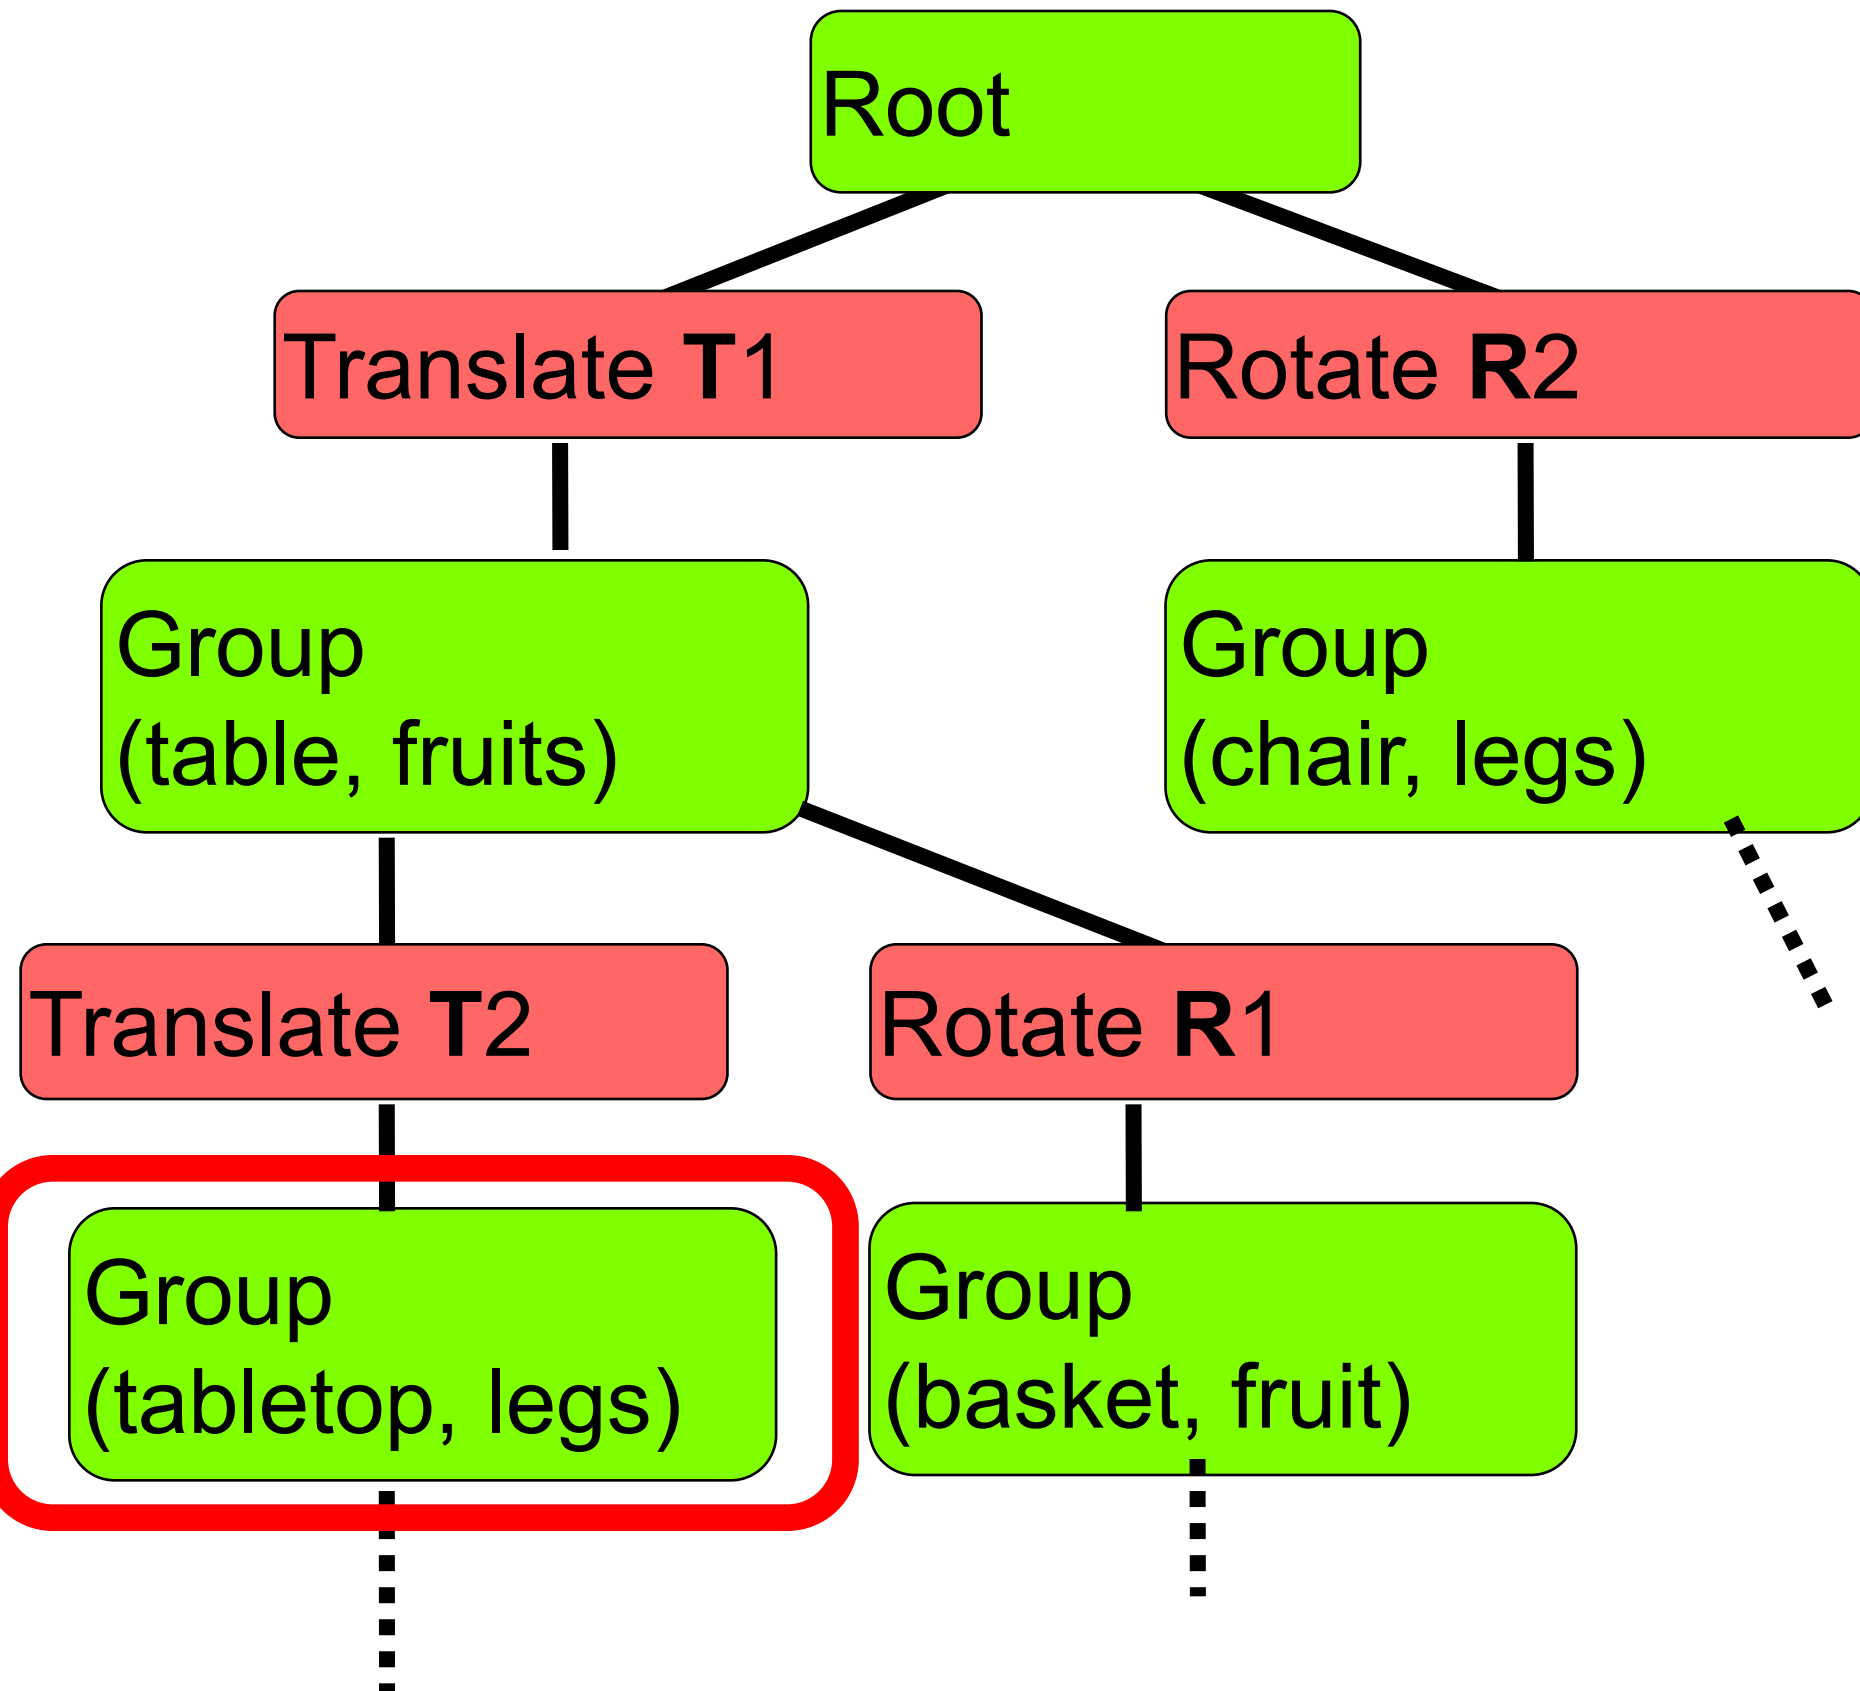 Root
Translate T1
Rotate R2
Group
(table, fruits)
Group
(chair, legs)
Translate T2
Rotate R1
Group
(tabletop, legs)
Group
(basket, fruit)